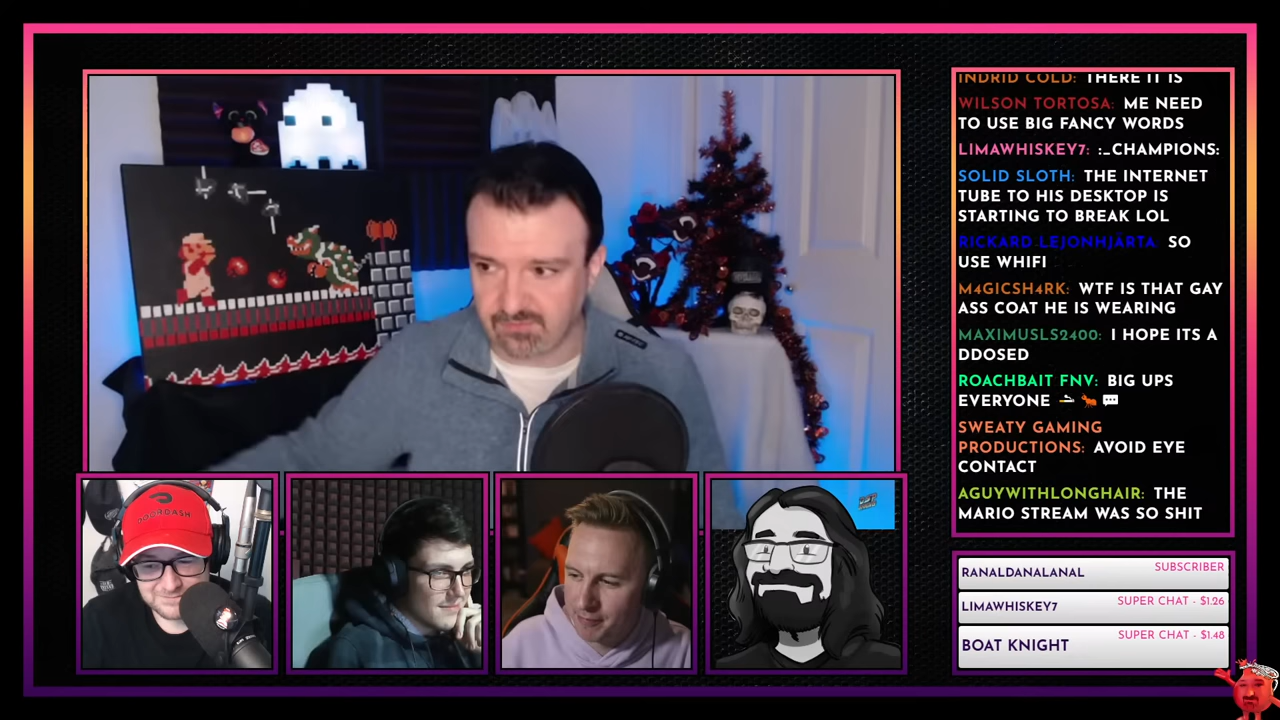 INDRID COLD: THERE IT IS
WILSON TORTOSA: ME NEED
TO USE BIG FANCY WORDS
LIMAWHISKEY7: :_CHAMPIONS:
SOLID SLOTH: THE INTERNET
TUBE TO HIS DESKTOP IS
STARTING TO BREAK LOL
RICKARD LEJONHJÄRTA: SO
USE WHIFI
M4GICSH4RK: WTF IS THAT GAY
ASS COAT HE IS WEARING
MAXIMUSLS2400: I HOPE ITS A
DDOSED
ROACHBAIT FNV: BIG UPS
EVERYONE
SWEATY GAMING
PRODUCTIONS: AVOID EYE
CONTACT
AGUYWITHLONGHAIR: THE
MARIO STREAM WAS SO SHIT
RANALDANALANAL SUBSCRIBER
LIMAWHISKEY7 SUPER CHAT - $1.26
BOAT KNIGHT SUPER CHAT - $1.48
DOORDASH